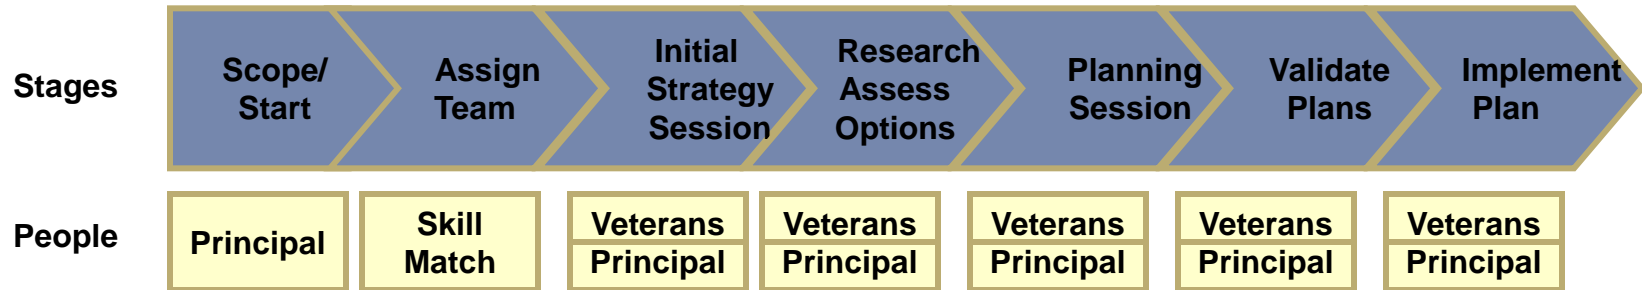 Stages
Scope/
Start
Assign
Team
Initial
Strategy
Session
Research
Assess
Options
Planning
Session
Validate
Plans
Implement
Plan
People
Principal
Skill
Match
Veterans
Principal
Veterans
Principal
Veterans
Principal
Veterans
Principal
Veterans
Principal